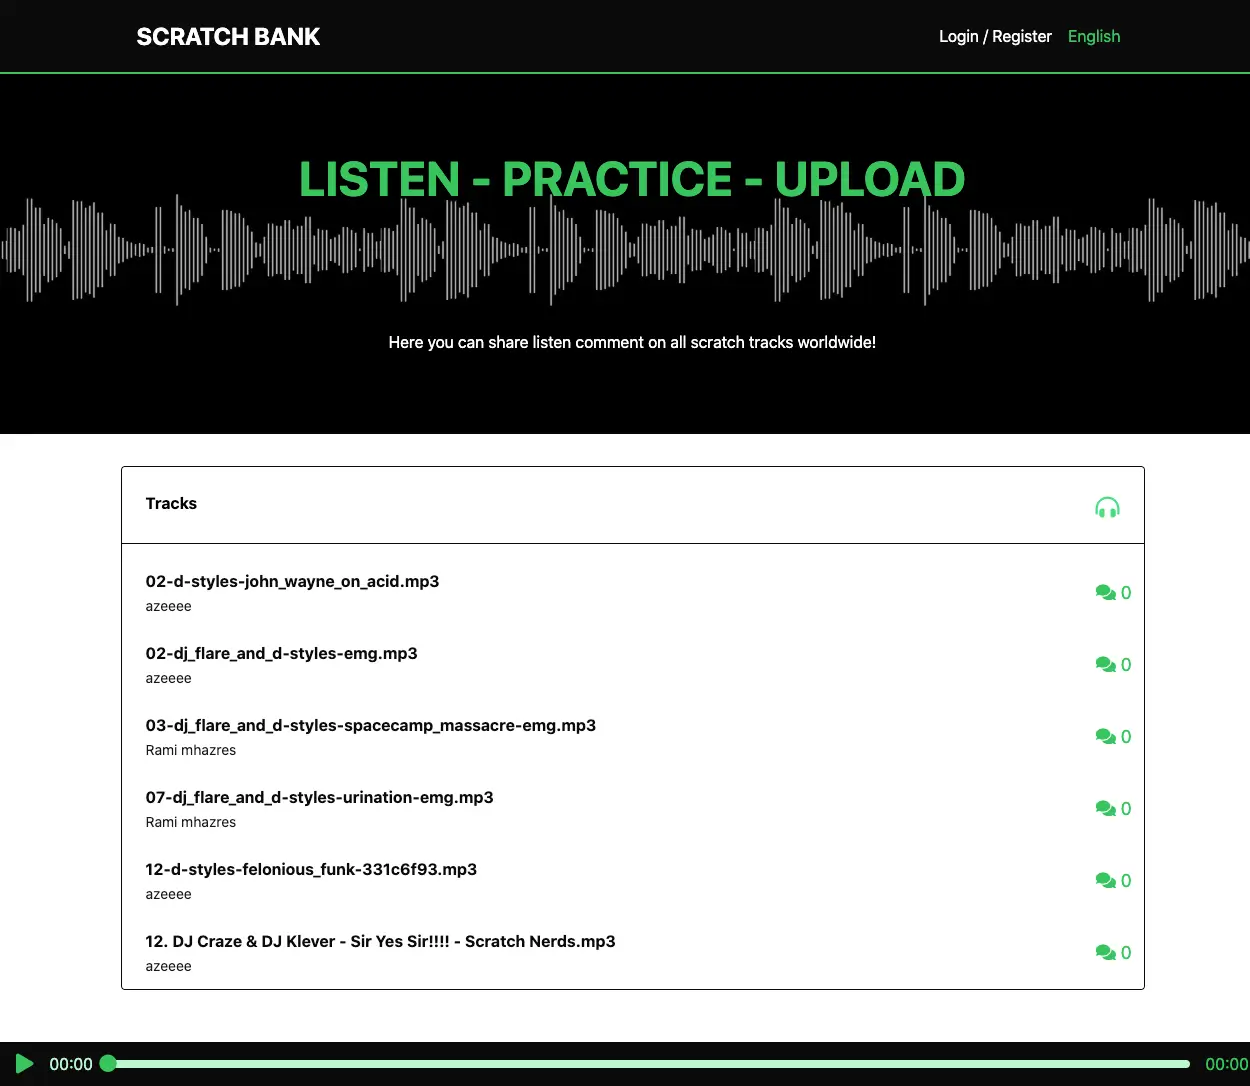 SCRATCH BANK
Login / Register English
LISTEN - PRACTICE - UPLOAD
Here you can share listen comment on all scratch tracks worldwide!
Tracks
02-d-styles-john_wayne_on_acid.mp3
azeeee
0
02-dj_flare_and_d-styles-emg.mp3
azeeee
0
03-dj_flare_and_d-styles-spacecamp_massacre-emg.mp3
Rami mhazres
0
07-dj_flare_and_d-styles-urination-emg.mp3
Rami mhazres
0
12-d-styles-felonious_funk-331c6f93.mp3
azeeee
0
12. DJ Craze & DJ Klever - Sir Yes Sir!!!! - Scratch Nerds.mp3
azeeee
0
00:00 00:00